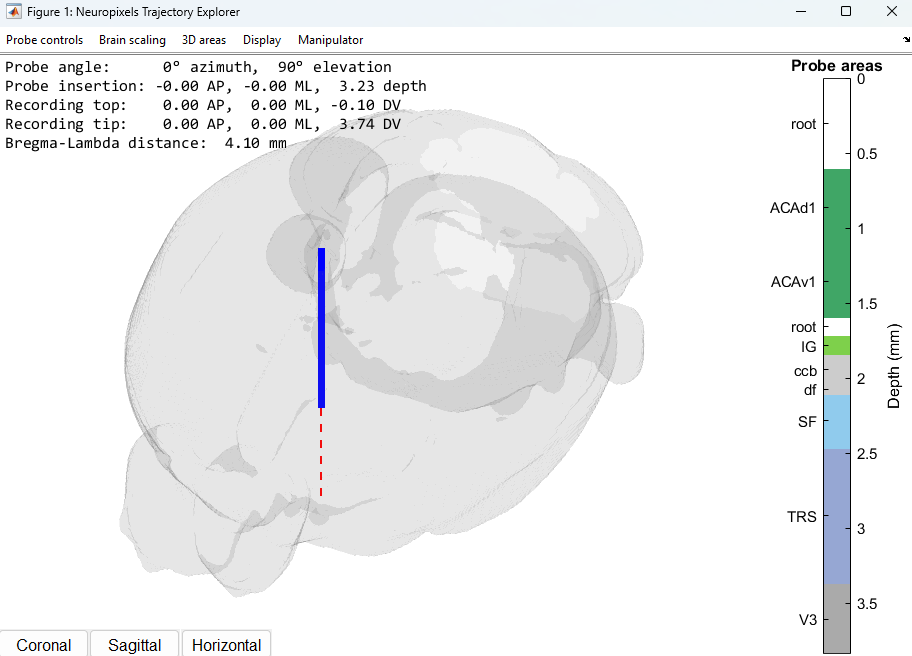 Figure 1: Neuropixels Trajectory Explorer
Probe controls Brain scaling 3D areas Display Manipulator
Probe angle: 0° azimuth, 90° elevation
Probe insertion: -0.00 AP, -0.00 ML, 3.23 depth
Recording top: 0.00 AP, 0.00 ML, -0.10 DV
Recording tip: 0.00 AP, 0.00 ML, 3.74 DV
Bregma-Lambda distance: 4.10 mm
Probe areas
0
root
0.5
ACAd1
1
ACAv1
1.5
root
IG
ccb
2
df
SF
2.5
TRS
3
3.5
V3
Depth (mm)
Coronal Sagittal Horizontal